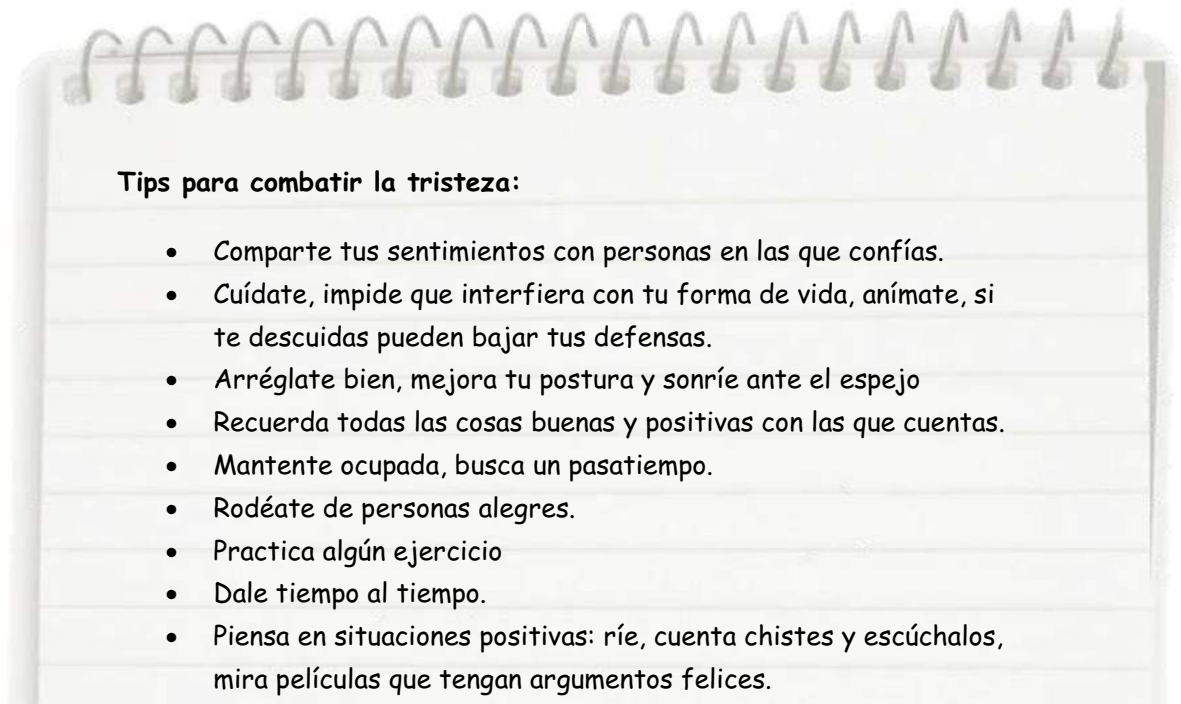 Tips para combatir la tristeza:
• Comparte tus sentimientos con personas en las que confías.
• Cuídate, impide que interfiera con tu forma de vida, anímate, si
te descuidas pueden bajar tus defensas.
• Arréglate bien, mejora tu postura y sonríe ante el espejo
• Recuerda todas las cosas buenas y positivas con las que cuentas.
• Mantente ocupada, busca un pasatiempo.
• Rodéate de personas alegres.
• Practica algún ejercicio
• Dale tiempo al tiempo.
• Piensa en situaciones positivas: ríe, cuenta chistes y escúchalos,
mira películas que tengan argumentos felices.